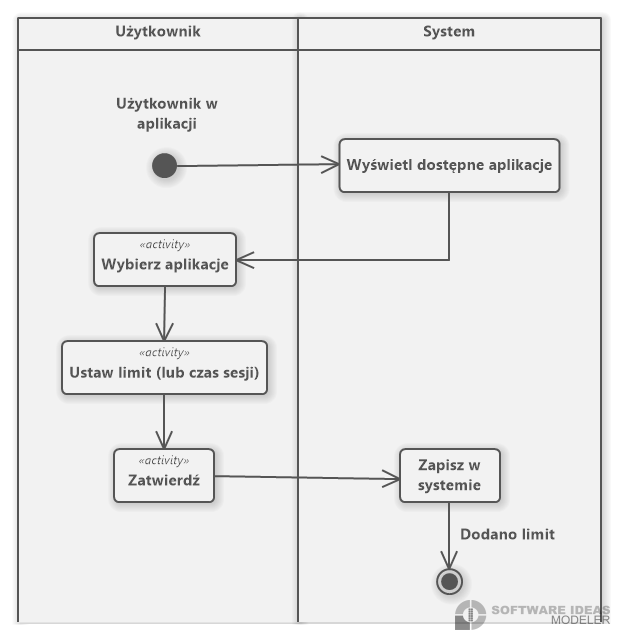 Użytkownik
System
Użytkownik w
aplikacji
Wyświetl dostępne aplikacje
«activity»
Wybierz aplikacje
«activity»
Ustaw limit (lub czas sesji)
«activity»
Zatwierdź
Zapisz w
systemie
Dodano limit
SOFTWARE IDEAS
MODELER